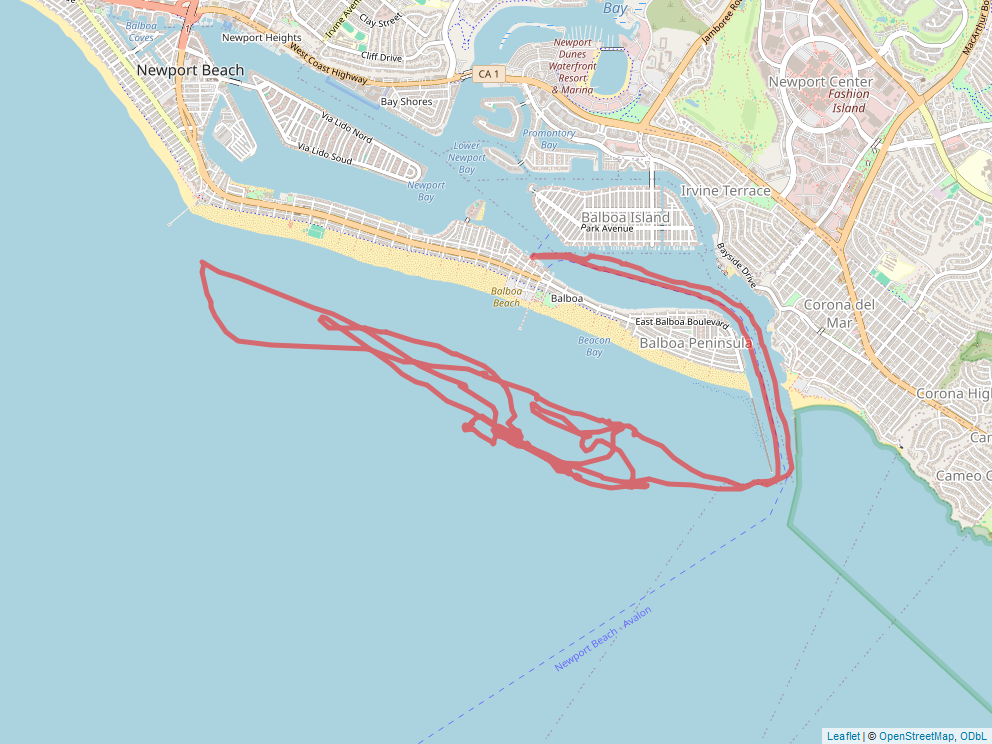 Bay
Balboa
Coves
Irvine Aven
Clay Street
Newport Heights
Cliff Drive
West Coast Highway
Newport Beach
Bay Shores
CA 1
Newport
Dunes
Waterfront
Resort
& Marina
Jamboree Ro
MacArthur Bo
Newport Center
Fashion
Island
Via Lido Nord
Via Lido Soud
Promontory
Bay
Lower
Newport
Bay
Newport
Bay
Irvine Terrace
Balboa Island
Park Avenue
Bayside Drive
Balboa
Beach
Balboa
Corona del
Mar
East Balboa Boulevard
Balboa Peninsula
Beacon
Bay
Corona High
Cam
Cameo C
Newport Beach - Avalon
Leaflet | © OpenStreetMap, ODbL